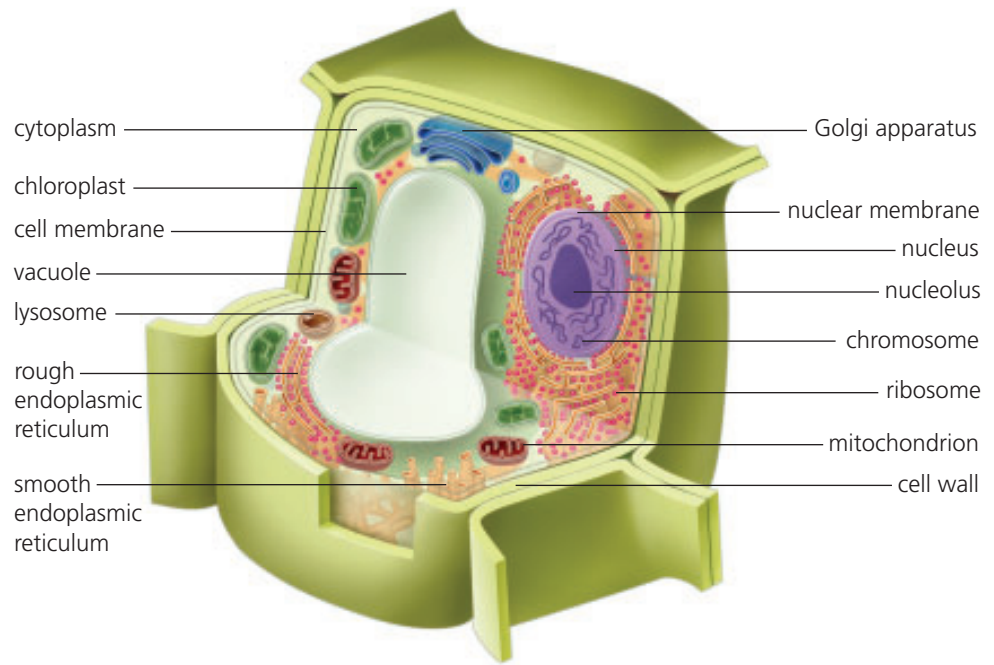 cytoplasm
chloroplast
cell membrane
vacuole
lysosome
rough
endoplasmic
reticulum
smooth
endoplasmic
reticulum
Golgi apparatus
nuclear membrane
nucleus
nucleolus
chromosome
ribosome
mitochondrion
cell wall